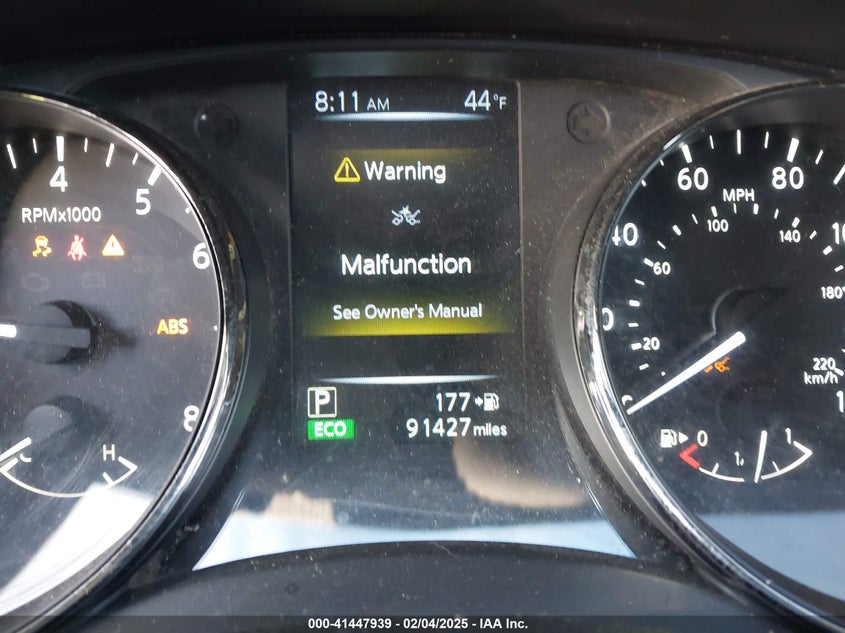 8:11 AM 44°F
Warning
Malfunction
See Owner's Manual
P 177
ECO 91427 miles
4 5 6 8
RPMx1000
ABS
C H
20 40 60 80
MPH
20 60 100 140 180
220
km/h
0 1
000-41447939 - 02/04/2025 - IAA Inc.